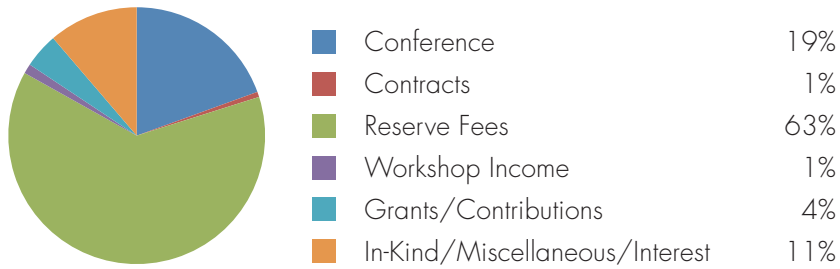 Conference 19%
Contracts 1%
Reserve Fees 63%
Workshop Income 1%
Grants/Contributions 4%
In-Kind/Miscellaneous/Interest 11%